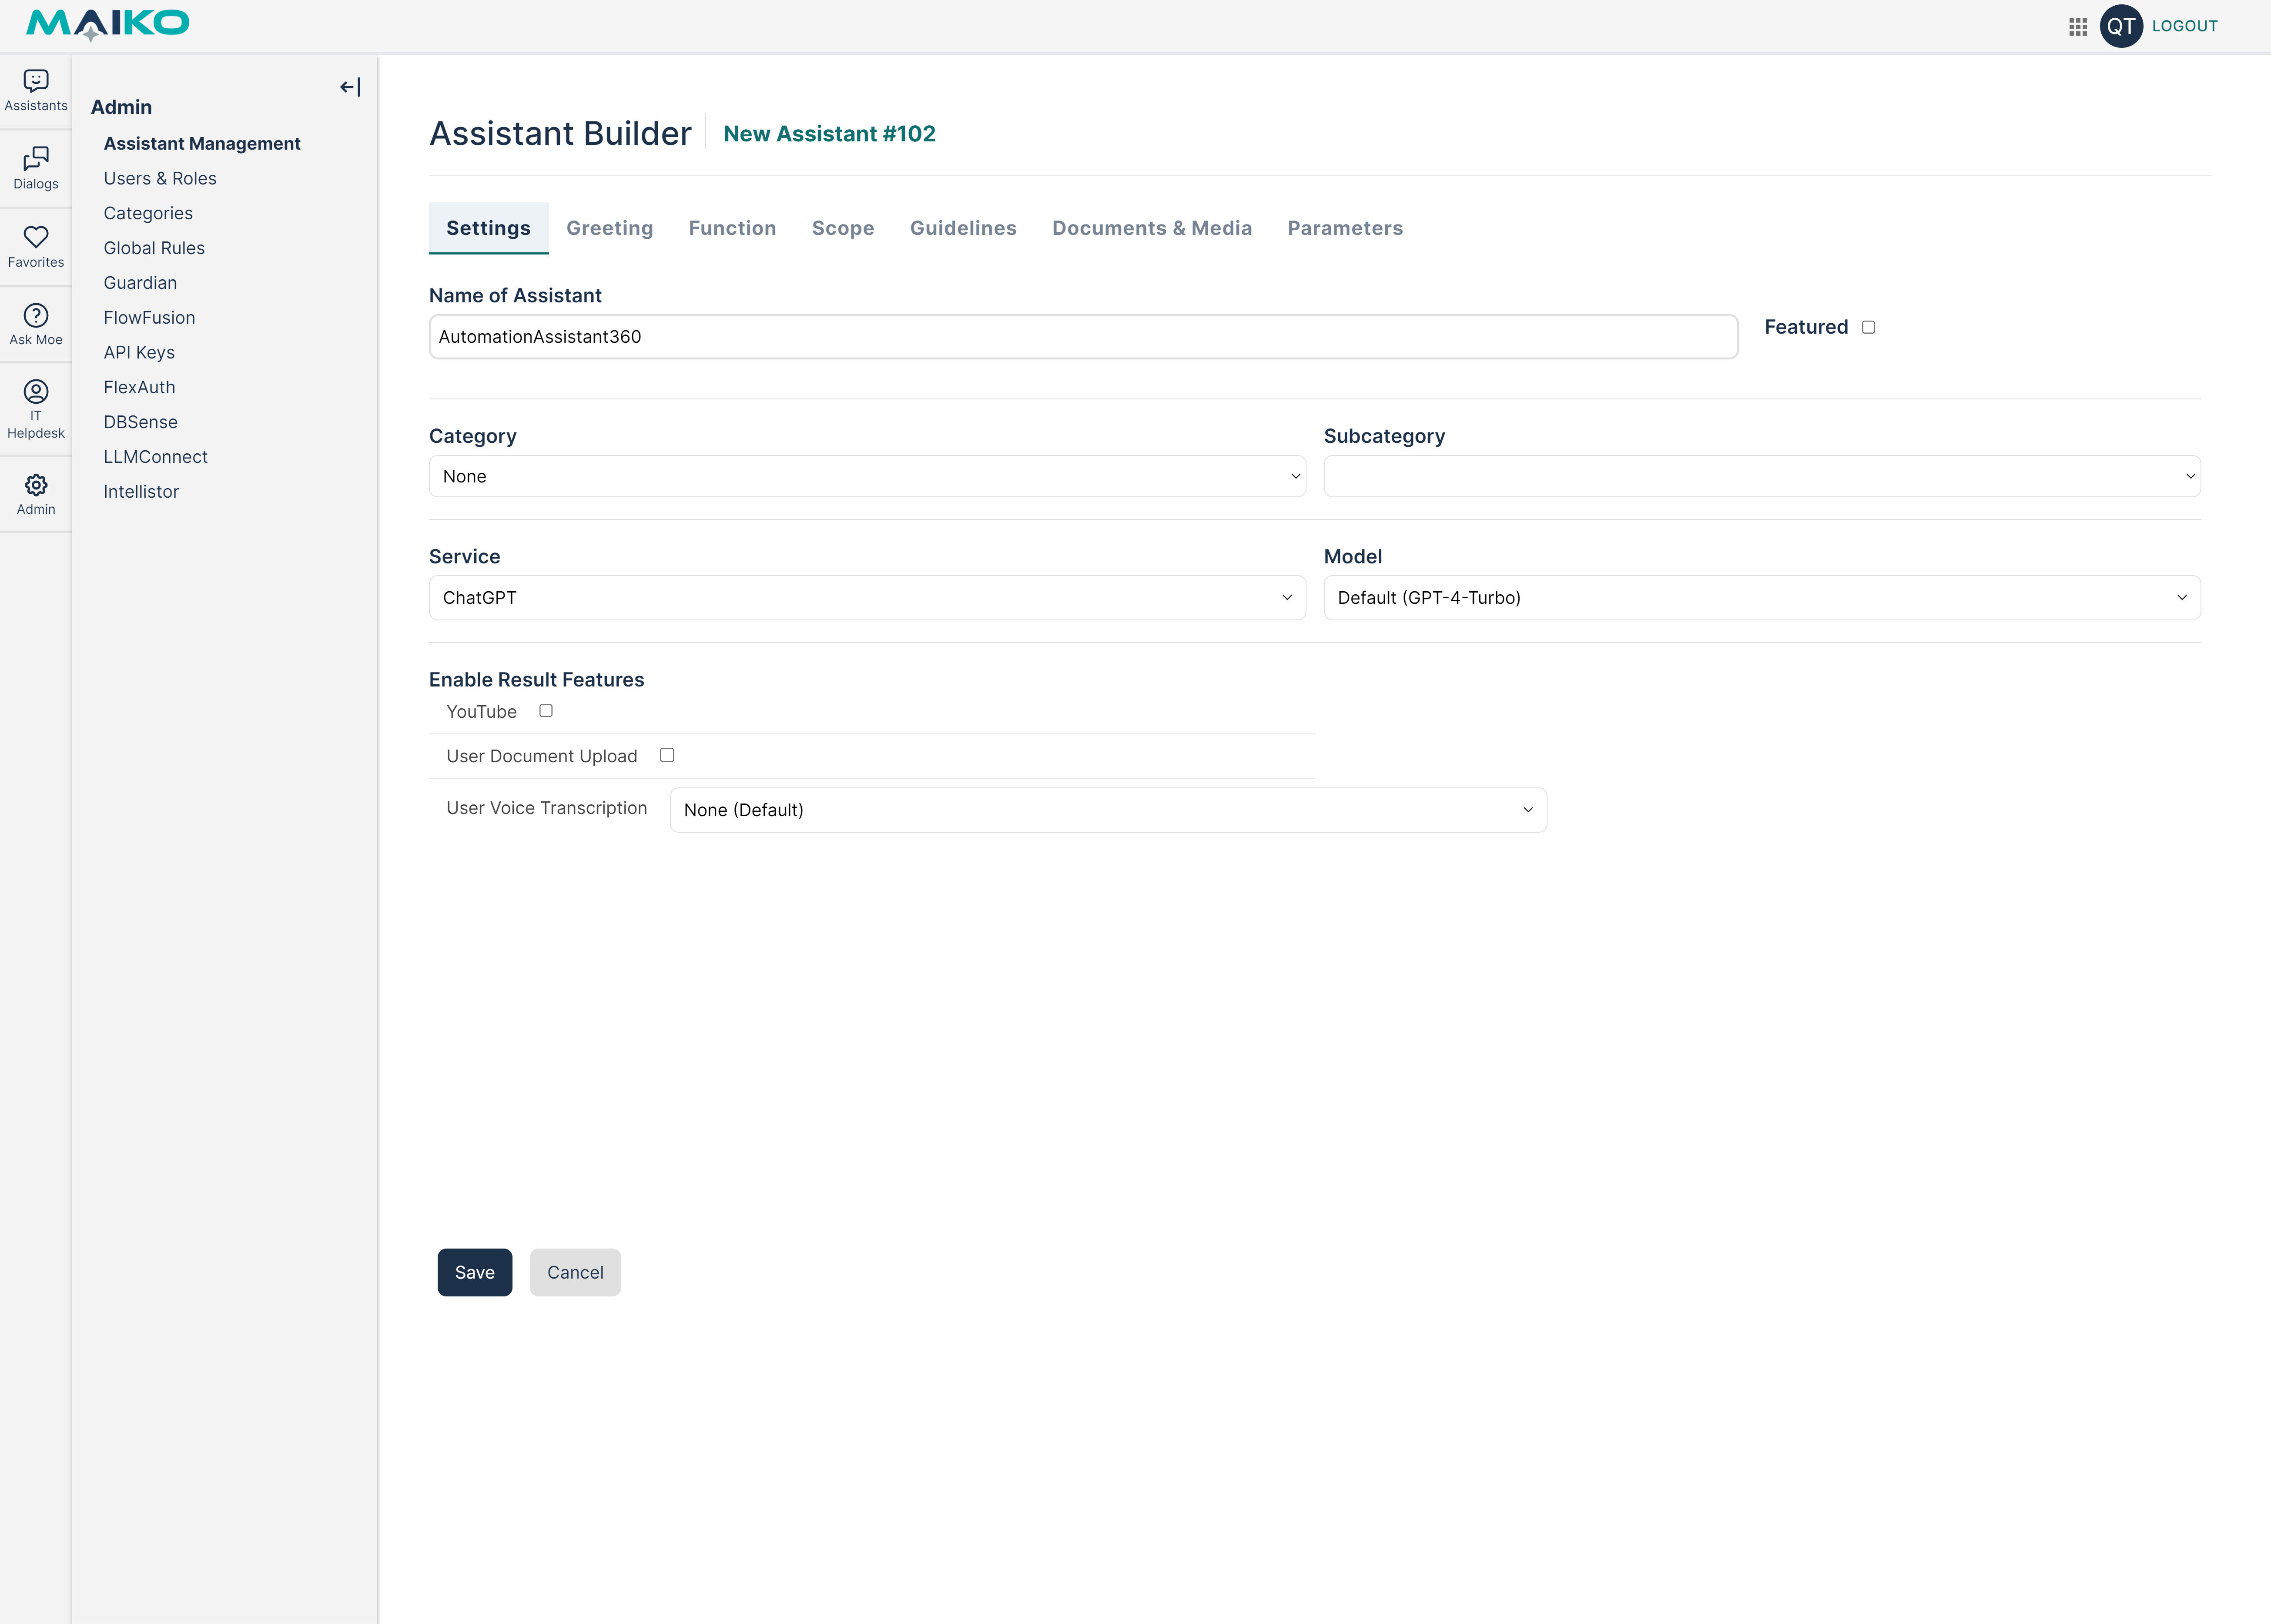 MAIKO
QT
LOGOUT
Assistants
Dialogs
Favorites
Ask Moe
IT
Helpdesk
Admin
Admin
Assistant Management
Users & Roles
Categories
Global Rules
Guardian
FlowFusion
API Keys
FlexAuth
DBSense
LLMConnect
Intellistor
Assistant Builder
New Assistant #102
Settings
Greeting
Function
Scope
Guidelines
Documents & Media
Parameters
Name of Assistant
AutomationAssistant360
Featured
Category
None
Subcategory
Service
ChatGPT
Model
Default (GPT-4-Turbo)
Enable Result Features
YouTube
User Document Upload
User Voice Transcription
None (Default)
Save
Cancel